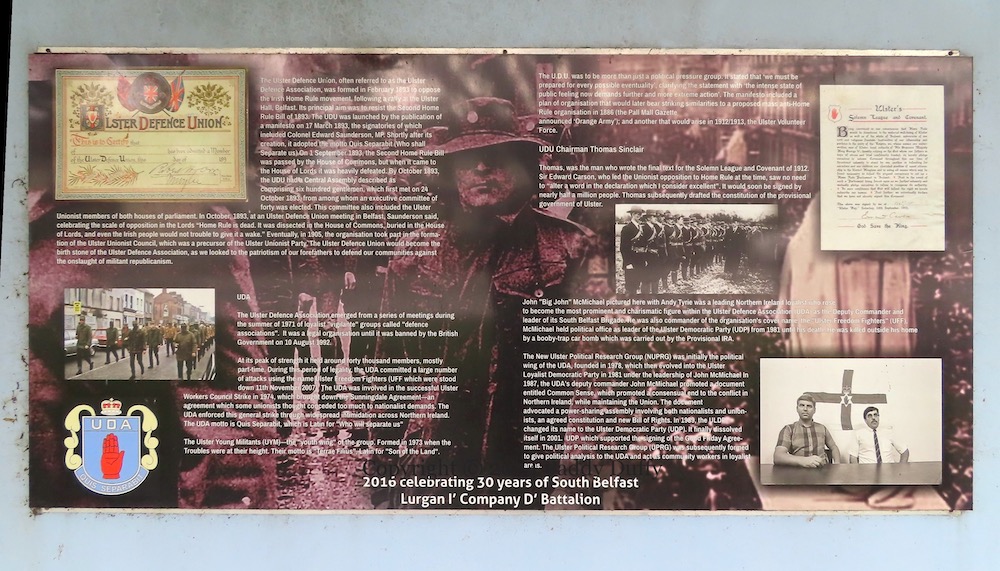 ULSTER DEFENCE UNION
The Ulster Defence Union, often referred to as the Ulster
Defence Association, was formed in February 1893 to oppose
the Irish Home Rule movement, following a rally in the Ulster
Hall, Belfast. Its principal aim was to resist the Second Home
Rule Bill of 1893. The UDU was launched by the publication of
a manifesto on 17 March 1893, the signatories of which
included Colonel Edward Saunderson, MP. Shortly after its
creation, it adopted the motto Quis Separabit (Who shall
Separate us) On 1 September 1893, the Second Home Rule Bill
was passed by the House of Commons, but when it came to
the House of Lords it was heavily defeated. By October 1893,
the UDU had a Central Assembly described as
comprising six hundred gentlemen, which first met on 24
October 1893, from among whom an executive committee of
forty was elected. This committee also included the Ulster
Unionist members of both houses of parliament. In October, 1893, at an Ulster Defence Union meeting in Belfast, Saunderson said,
celebrating the scale of opposition in the Lords "Home Rule is dead. It was dissected in the House of Commons, buried in the House
of Lords, and even the Irish people would not trouble to give it a wake." Eventually, in 1905, the organisation took part in the forma-
tion of the Ulster Unionist Council, which was a precursor of the Ulster Unionist Party. The Ulster Defence Union would become the
birth stone of the Ulster Defence Association, as we looked to the patriotism of our forefathers to defend our communities against
the onslaught of militant republicanism.
UDA
The Ulster Defence Association emerged from a series of meetings during
the summer of 1971 of loyalist "vigilante" groups called "defence
associations". It was a legal organisation until it was banned by the British
Government on 10 August 1992.
At its peak of strength it held around forty thousand members, mostly
part-time. During this period of legality, the UDA committed a large number
of attacks using the name Ulster Freedom Fighters (UFF which were stood
down 11th November 2007). The UDA was involved in the successful Ulster
Workers Council Strike in 1974, which brought down the Sunningdale Agreement—an
agreement which some unionists thought conceded too much to nationalist demands. The
UDA enforced this general strike through widespread intimidation across Northern Ireland.
The UDA motto is Quis Separabit, which is Latin for "Who will separate us"
The Ulster Young Militants (UYM)—the "youth wing" of the group. Formed in 1973 when the
Troubles were at their height. Their motto is "Terrae Filius"- Latin for "Son of the Land".
UDA
QUIS SEPARABIT
The U.D.U. was to be more than just a political pressure group. It stated that 'we must be
prepared for every possible eventuality', clarifying the statement with 'the intense state of
public feeling now demands further and more extreme action'. The manifesto included a
plan of organisation that would later bear striking similarities to a proposed mass anti-Home
Rule organisation in 1886 (the Pall Mall Gazette
announced 'Orange Army'); and another that would arise in 1912/1913, the Ulster Volunteer
Force.
UDU Chairman Thomas Sinclair
Thomas, was the man who wrote the final text for the Solemn League and Covenant of 1912.
Sir Edward Carson, who led the Unionist opposition to Home Rule at the time, saw no need
to "alter a word in the declaration which I consider excellent". It would soon be signed by
nearly half a million people. Thomas subsequently drafted the constitution of the provisional
government of Ulster.
Ulster's
Solemn League and Covenant.
God Save the King.
John "Big John" McMichael pictured here with Andy Tyrie was a leading Northern Ireland loyalist
to become the most prominent and charismatic figure within the Ulster Defence Association (UDA) as the Deputy Commander and
leader of its South Belfast Brigade. He was also commander of the organisation's cover name, the "Ulster Freedom Fighters" (UFF).
McMichael held political office as leader of the Ulster Democratic Party (UDP) from 1981 until his death. He was killed outside his home
by a booby-trap car bomb which was carried out by the Provisional IRA.
The New Ulster Political Research Group (NUPRG) was initially the political
wing of the UDA, founded in 1978, which then evolved into the Ulster
Loyalist Democratic Party in 1981 under the leadership of John McMichael In
1987, the UDA's deputy commander John McMichael promoted a document
entitled Common Sense, which promoted a consensual end to the conflict in
Northern Ireland, while maintaining the Union. The document
advocated a power-sharing assembly involving both nationalists and union-
ists, an agreed constitution and new Bill of Rights. In 1989, the ULDP
changed its name to the Ulster Democratic Party (UDP). It finally dissolved
itself in 2001. UDP which supported the signing of the Good Friday Agree-
ment. The Ulster Political Research Group (UPRG) was subsequently formed
to give political analysis to the UDA and act as community workers in loyalist
areas.
2016 celebrating 30 years of South Belfast
Lurgan I' Company D' Battalion